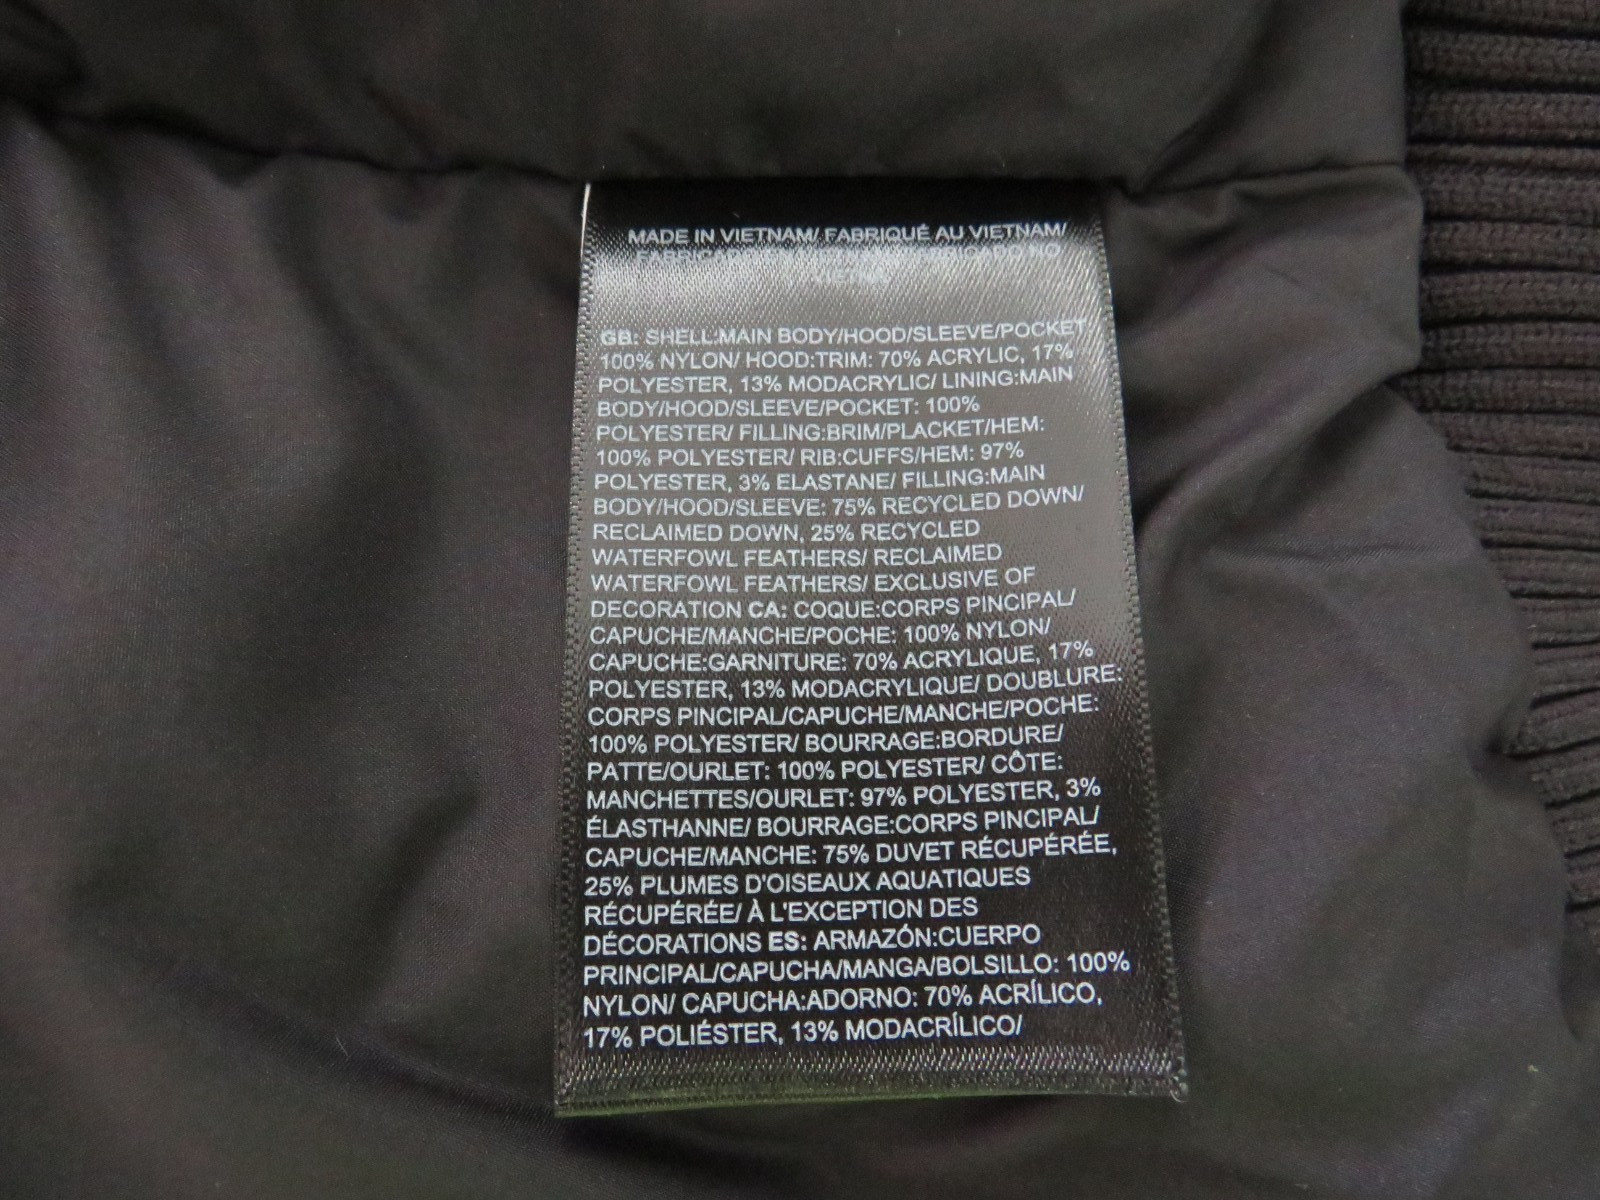 MADE IN VIETNAM/ FABRIQUÉ AU VIETNAM/
NO
GB: SHELL:MAIN BODY/HOOD/SLEEVE/POCKET
100% NYLON/ HOOD:TRIM: 70% ACRYLIC, 17%
POLYESTER, 13% MODACRYLIC/ LINING:MAIN
BODY/HOOD/SLEEVE/POCKET: 100%
POLYESTER/ FILLING:BRIM/PLACKET/HEM:
100% POLYESTER/ RIB:CUFFS/HEM: 97%
POLYESTER, 3% ELASTANE/ FILLING:MAIN
BODY/HOOD/SLEEVE: 75% RECYCLED DOWN/
RECLAIMED DOWN, 25% RECYCLED
WATERFOWL FEATHERS/ RECLAIMED
WATERFOWL FEATHERS/ EXCLUSIVE OF
DECORATION CA: COQUE:CORPS PINCIPAL/
CAPUCHE/MANCHE/POCHE: 100% NYLON/
CAPUCHE:GARNITURE: 70% ACRYLIQUE, 17%
POLYESTER, 13% MODACRYLIQUE/ DOUBLURE:
CORPS PINCIPAL/CAPUCHE/MANCHE/POCHE:
100% POLYESTER/ BOURRAGE:BORDURE/
PATTE/OURLET: 100% POLYESTER/ CÔTE:
MANCHETTES/OURLET: 97% POLYESTER, 3%
ÉLASTHANNE/ BOURRAGE:CORPS PINCIPAL/
CAPUCHE/MANCHE: 75% DUVET RÉCUPÉRÉE,
25% PLUMES D'OISEAUX AQUATIQUES
RÉCUPÉRÉE/ À L'EXCEPTION DES
DÉCORATIONS ES: ARMAZÓN:CUERPO
PRINCIPAL/CAPUCHA/MANGA/BOLSILLO: 100%
NYLON/ CAPUCHA:ADORNO: 70% ACRÍLICO,
17% POLIÉSTER, 13% MODACRÍLICO/